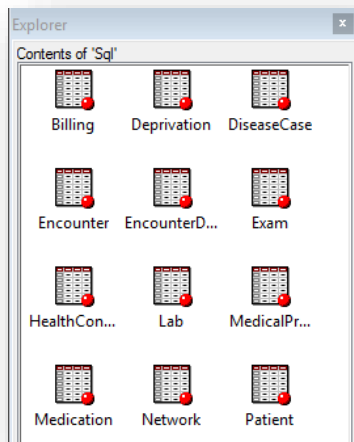 Explorer
x
Contents of 'Sql'
Billing Deprivation DiseaseCase
Encounter EncounterD... Exam
HealthCon... Lab MedicalPr...
Medication Network Patient